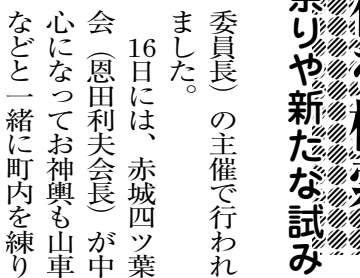 祭りや新たな試み
委員長）の主催で行われ
ました。
16日には、赤城四ツ葉
会（恩田利夫会長）が中
心になってお神輿も山車
などと一緒に町内を練り